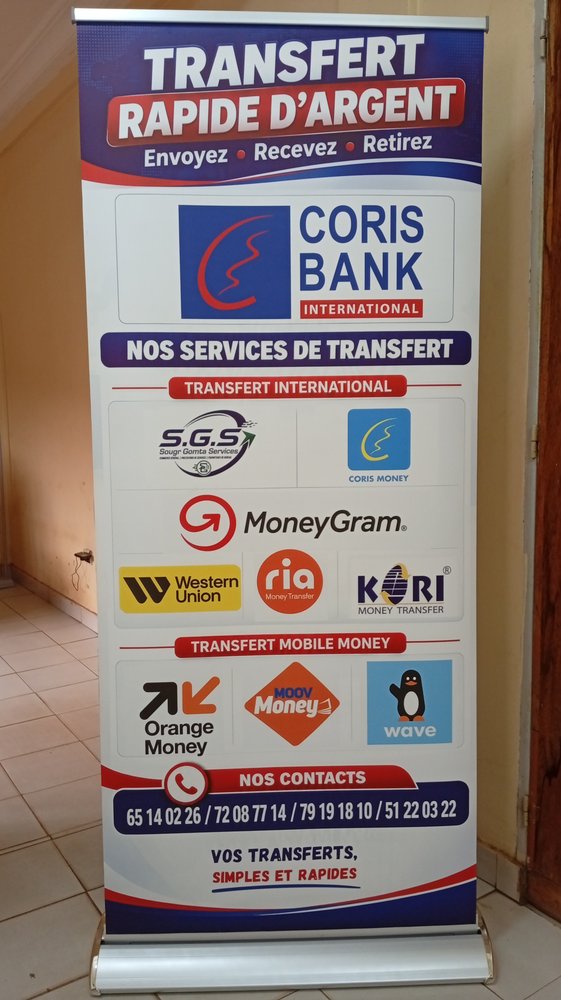 TRANSFERT
RAPIDE D'ARGENT
Envoyez • Recevez • Retirez
CORIS
BANK
INTERNATIONAL
NOS SERVICES DE TRANSFERT
TRANSFERT INTERNATIONAL
S.G.S
Sougr Gomta Services
CORIS MONEY
MoneyGram®
Western
Union
ria
Money Transfer
KORI®
MONEY TRANSFER
TRANSFERT MOBILE MONEY
Orange
Money
MOOV
Money
wave
NOS CONTACTS
65 14 02 26 / 72 08 77 14 / 79 19 18 10 / 51 22 03 22
VOS TRANSFERTS,
SIMPLES ET RAPIDES